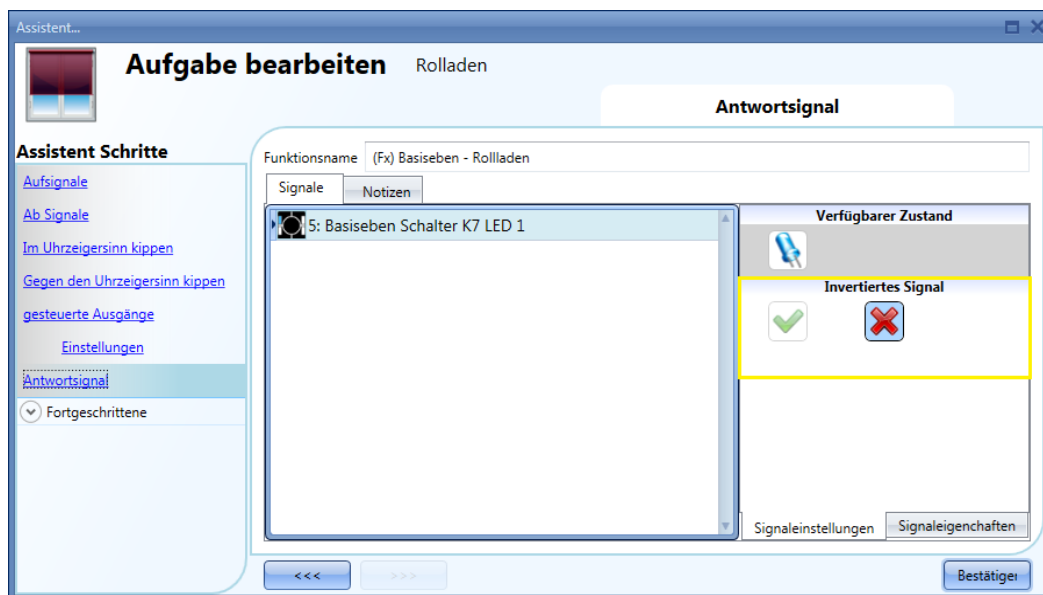 Assistent...
Aufgabe bearbeiten Rolladen
Antwortsignal
Assistent Schritte
Aufsignale
Ab Signale
Im Uhrzeigersinn kippen
Gegen den Uhrzeigersinn kippen
gesteuerte Ausgänge
Einstellungen
Antwortsignal
Fortgeschrittene
Funktionsname (Fx) Basiseben - Rollladen
Signale Notizen
5: Basiseben Schalter K7 LED 1
Verfügbarer Zustand
Invertiertes Signal
Signaleinstellungen Signaleigenchaften
<<< >>> Bestätiger